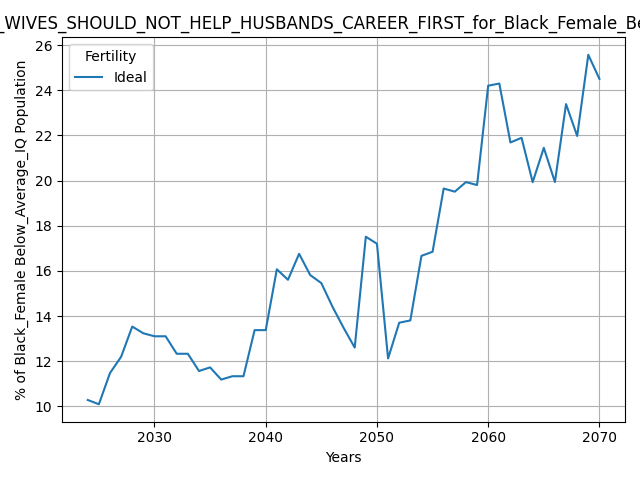 _WIVES_SHOULD_NOT_HELP_HUSBANDS_CAREER_FIRST_for_Black_Female_Be
26
24
22
20
18
16
14
12
10
% of Black_Female Below_Average_IQ Population
Fertility
Ideal
2030 2040 2050 2060 2070
Years